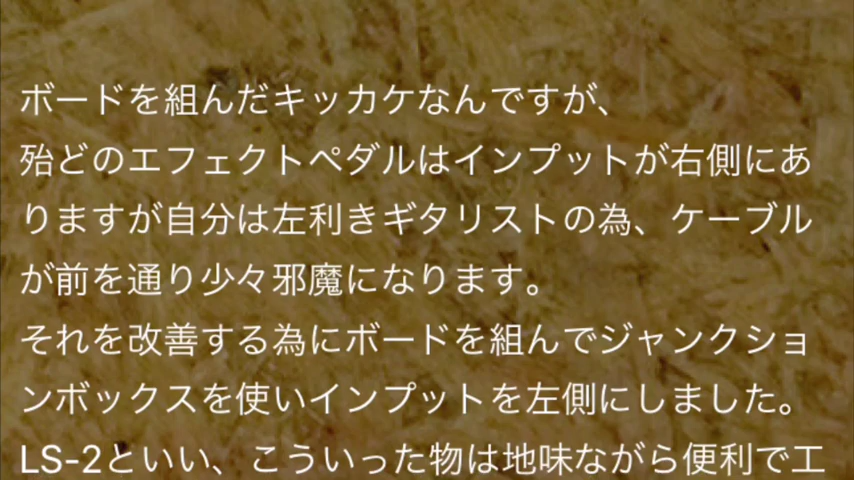 ボードを組んだキッカケなんですが、
殆どのエフェクトペダルはインプットが右側にあ
りますが自分は左利きギタリストの為、ケーブル
が前を通り少々邪魔になります。
それを改善する為にボードを組んでジャンクショ
ンボックスを使いインプットを左側にしました。
LS-2といい、こういった物は地味ながら便利で工